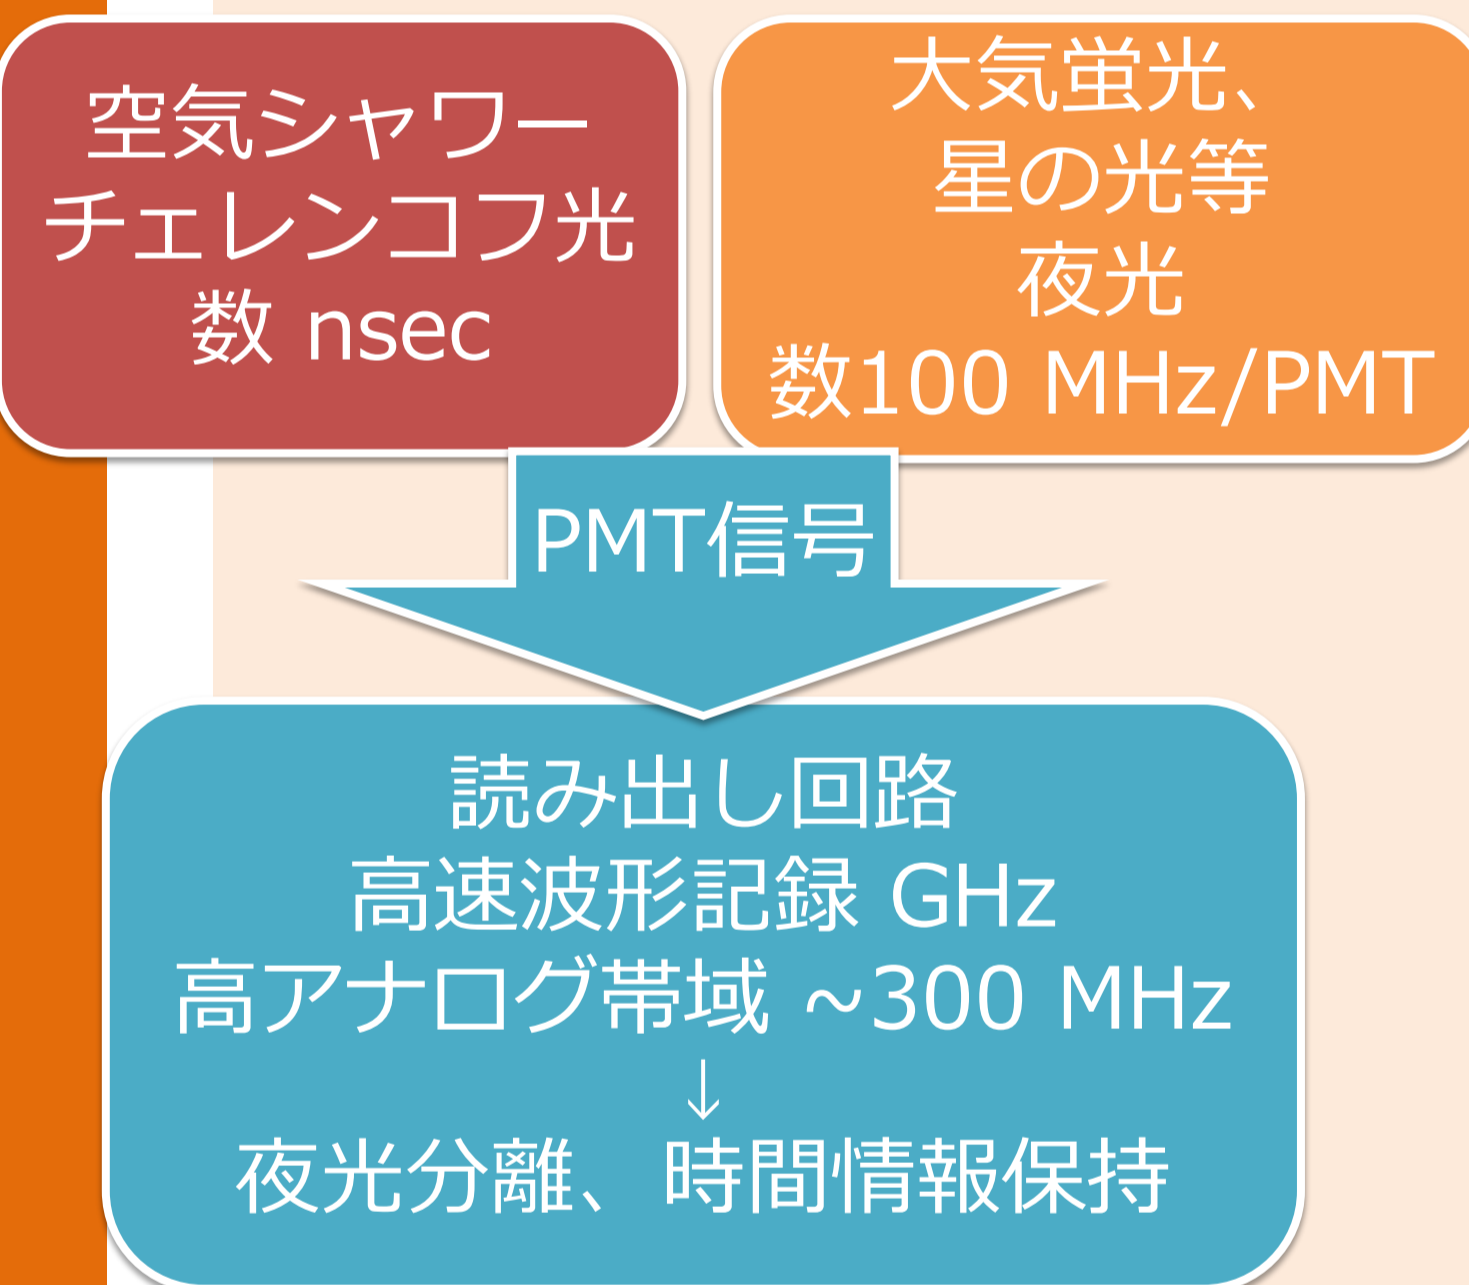 空気シャワー
チェレンコフ光
数 nsec
大気蛍光、
星の光等
夜光
数100 MHz/PMT
PMT信号
読み出し回路
高速波形記録 GHz
高アナログ帯域 ~300 MHz
↓
夜光分離、時間情報保持